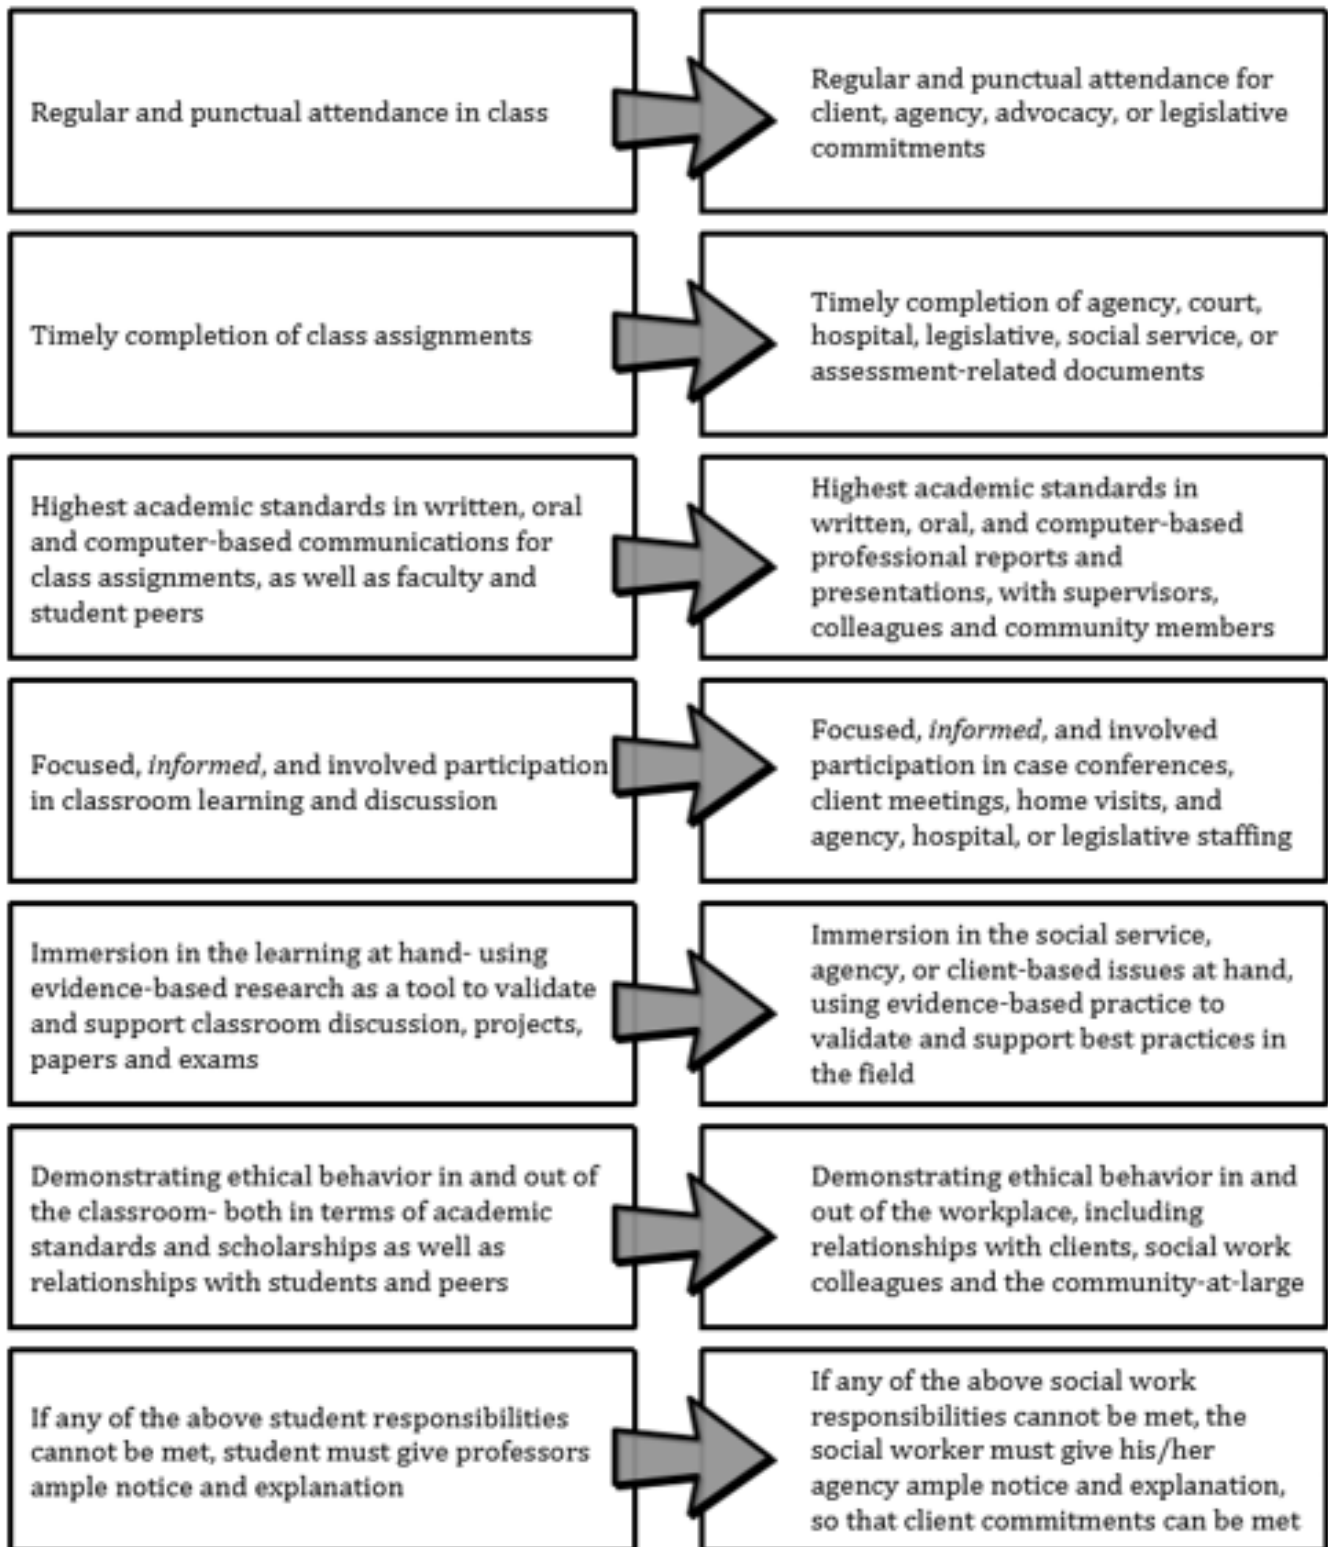 Regular and punctual attendance in class
Regular and punctual attendance for
client, agency, advocacy, or legislative
commitments
Timely completion of class assignments
Timely completion of agency, court,
hospital, legislative, social service, or
assessment-related documents
Highest academic standards in written, oral
and computer-based communications for
class assignments, as well as faculty and
student peers
Highest academic standards in
written, oral, and computer-based
professional reports and
presentations, with supervisors,
colleagues and community members
Focused, informed, and involved participation
in classroom learning and discussion
Focused, informed, and involved
participation in case conferences,
client meetings, home visits, and
agency, hospital, or legislative staffing
Immersion in the learning at hand- using
evidence-based research as a tool to validate
and support classroom discussion, projects,
papers and exams
Immersion in the social service,
agency, or client-based issues at hand,
using evidence-based practice to
validate and support best practices in
the field
Demonstrating ethical behavior in and out of
the classroom- both in terms of academic
standards and scholarships as well as
relationships with students and peers
Demonstrating ethical behavior in and
out of the workplace, including
relationships with clients, social work
colleagues and the community-at-large
If any of the above student responsibilities
cannot be met, student must give professors
ample notice and explanation
If any of the above social work
responsibilities cannot be met, the
social worker must give his/her
agency ample notice and explanation,
so that client commitments can be met